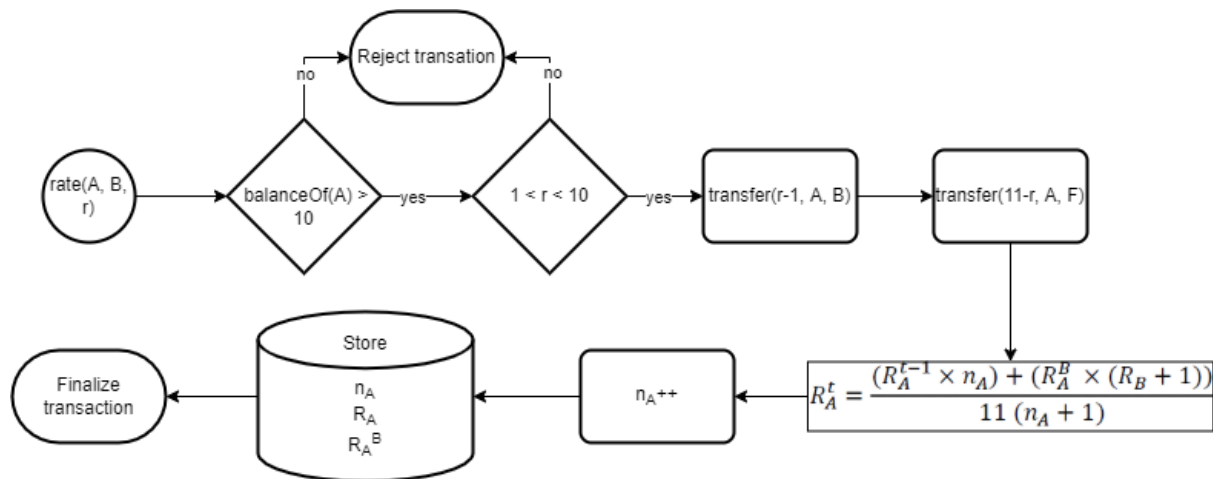 Reject transation
no
no
rate(A, B,
r)
balanceOf(A) >
10
yes
1 < r < 10
yes
transfer(r-1, A, B)
transfer(11-r, A, F)
R_A^t = \frac{(R_A^{t-1} × n_A) + (R_A^B × (R_B + 1))}{11 (n_A + 1)}
n_A++
Store
n_A
R_A
R_A^B
Finalize
transaction